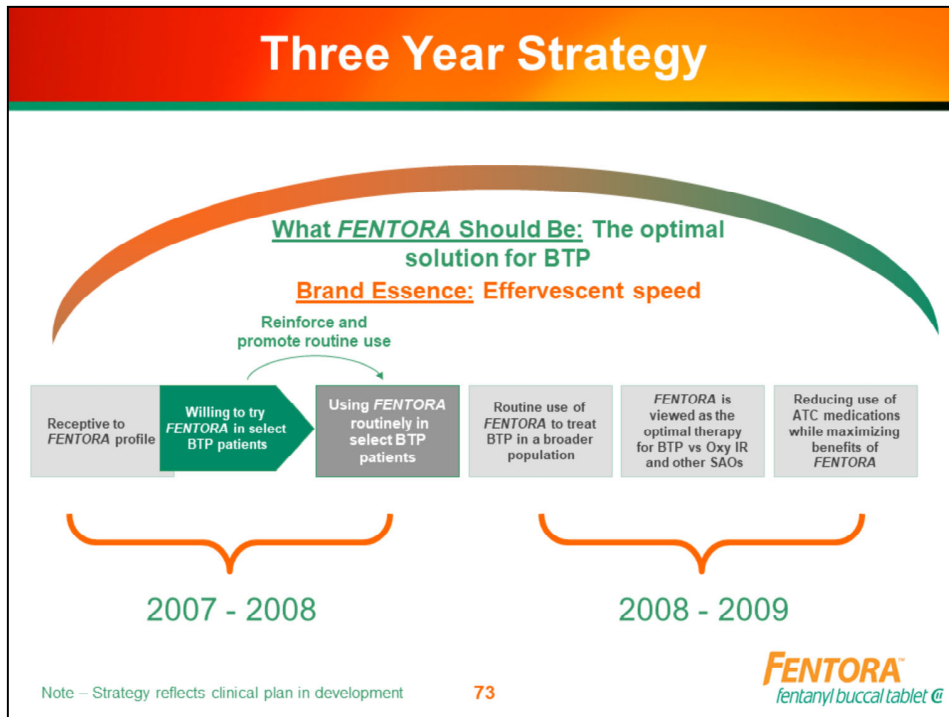 Three Year Strategy
What FENTORA Should Be: The optimal
solution for BTP
Brand Essence: Effervescent speed
Reinforce and
promote routine use
Receptive to
FENTORA profile
Willing to try
FENTORA in select
BTP patients
Using FENTORA
routinely in
select BTP
patients
Routine use of
FENTORA to treat
BTP in a broader
population
FENTORA is
viewed as the
optimal therapy
for BTP vs Oxy IR
and other SAOs
Reducing use of
ATC medications
while maximizing
benefits of
FENTORA
2007 - 2008
2008 - 2009
Note – Strategy reflects clinical plan in development
73
FENTORA™
fentanyl buccal tablet CII